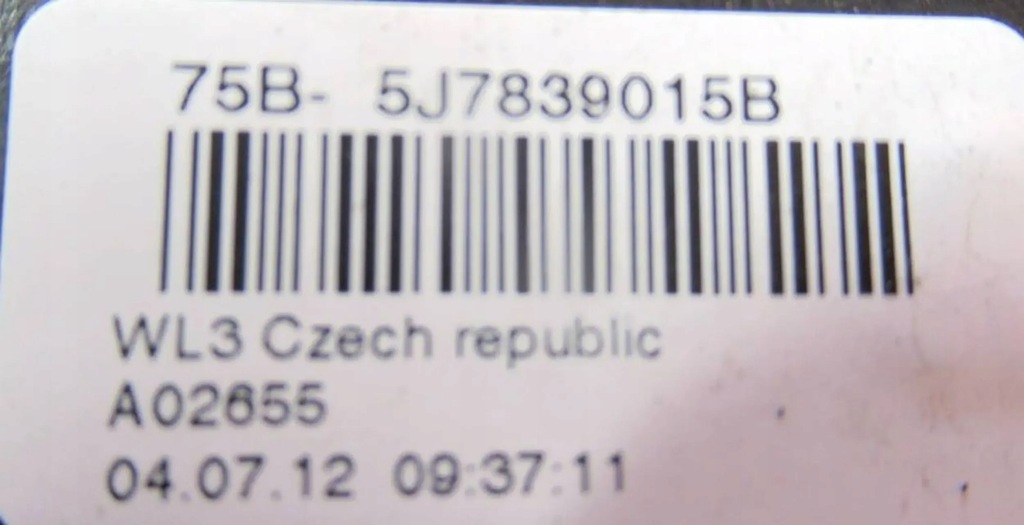 75B- 5J7839015B
WL3 Czech republic
A02655
04.07.12 09:37:11